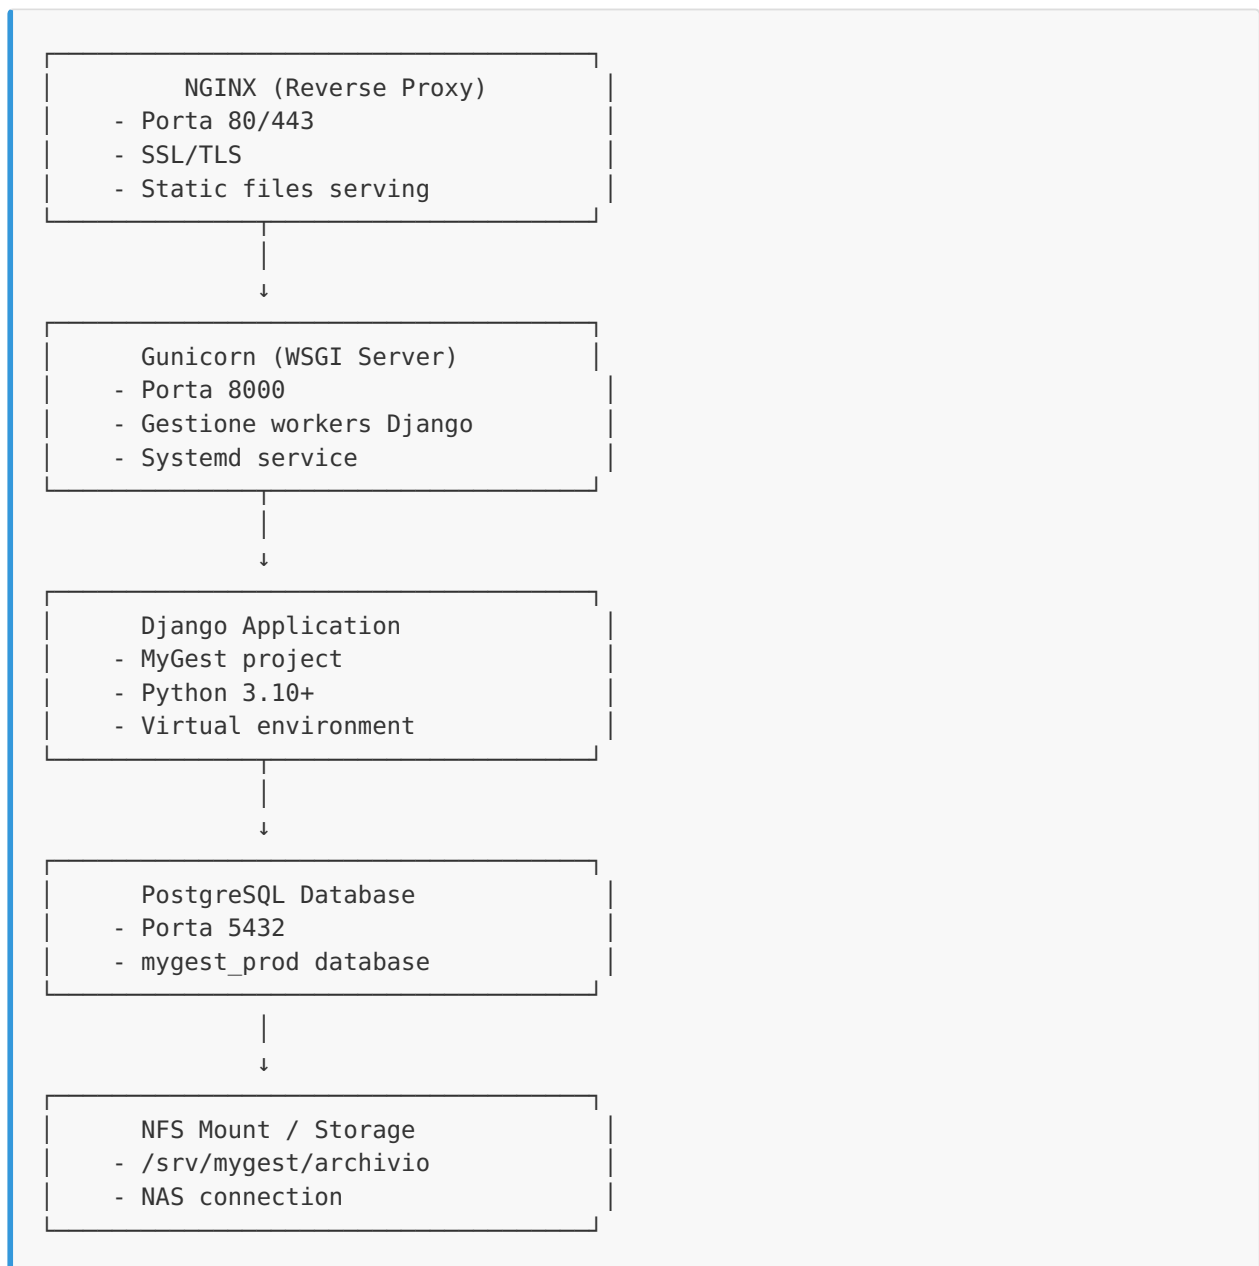 NGINX (Reverse Proxy)
- Porta 80/443
- SSL/TLS
- Static files serving
Gunicorn (WSGI Server)
- Porta 8000
- Gestione workers Django
- Systemd service
Django Application
- MyGest project
- Python 3.10+
- Virtual environment
PostgreSQL Database
- Porta 5432
- mygest_prod database
NFS Mount / Storage
- /srv/mygest/archivio
- NAS connection